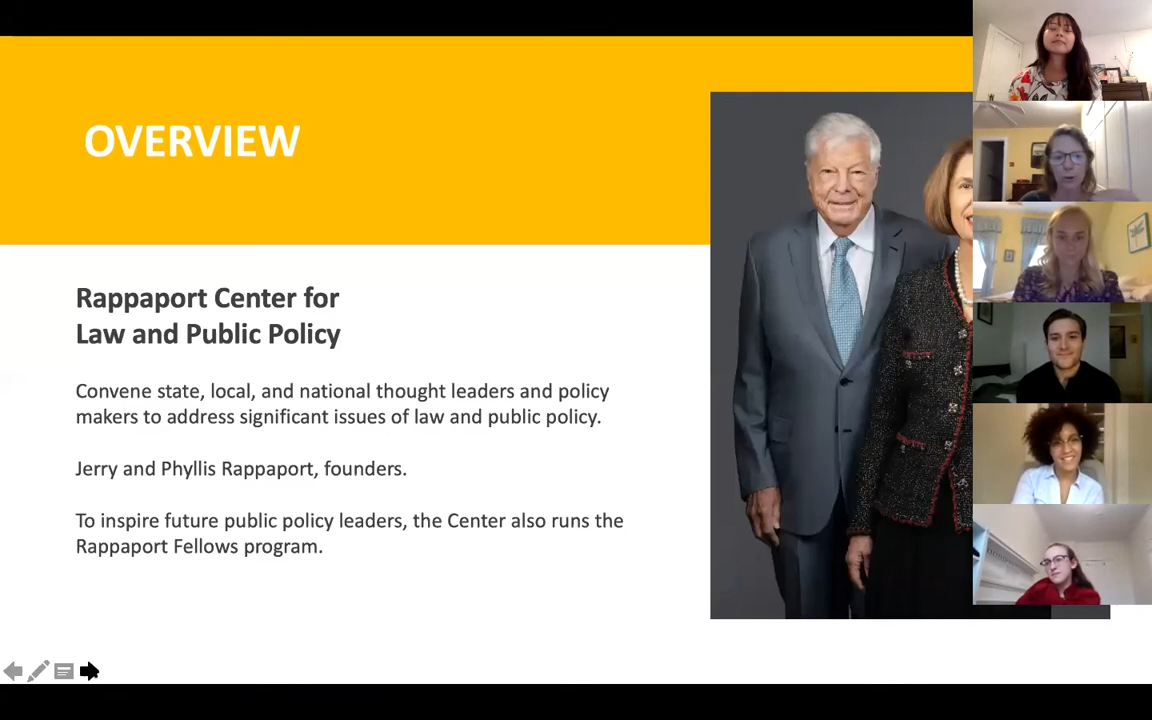 OVERVIEW
Rappaport Center for
Law and Public Policy
Convene state, local, and national thought leaders and policy
makers to address significant issues of law and public policy.
Jerry and Phyllis Rappaport, founders.
To inspire future public policy leaders, the Center also runs the
Rappaport Fellows program.